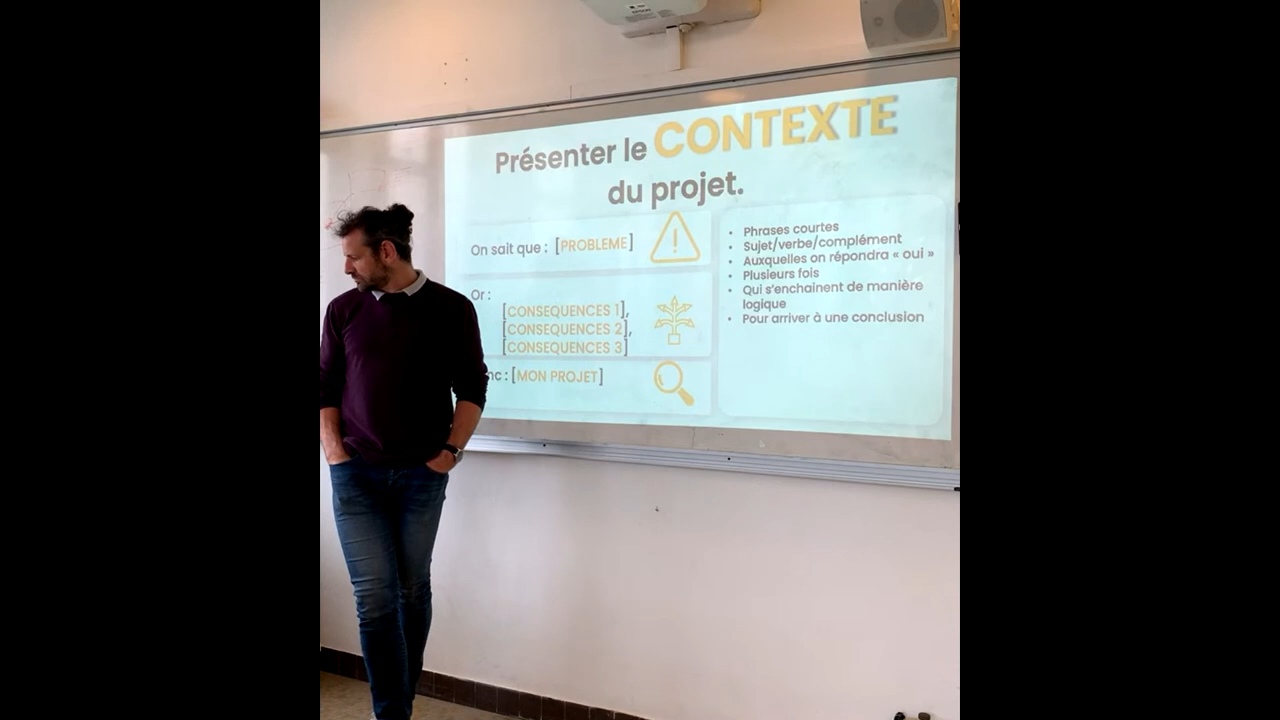 EPSON
Présenter le CONTEXTE
du projet.
On sait que : [PROBLEME]
Or :
[CONSEQUENCES 1],
[CONSEQUENCES 2],
[CONSEQUENCES 3]
nc : [MON PROJET]
• Phrases courtes
• Sujet/verbe/complément
• Auxquelles on répondra « oui »
• Plusieurs fois
• Qui s'enchainent de manière
logique
• Pour arriver à une conclusion